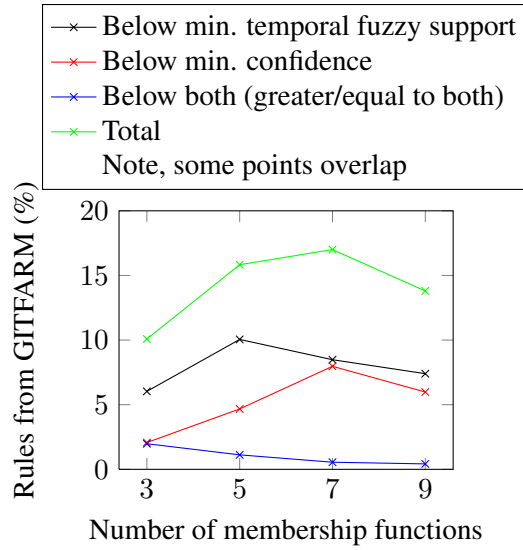 Below min. temporal fuzzy support
Below min. confidence
Below both (greater/equal to both)
Total
Note, some points overlap
Rules from GITFARM (%)
20
15
10
5
0
3 5 7 9
Number of membership functions